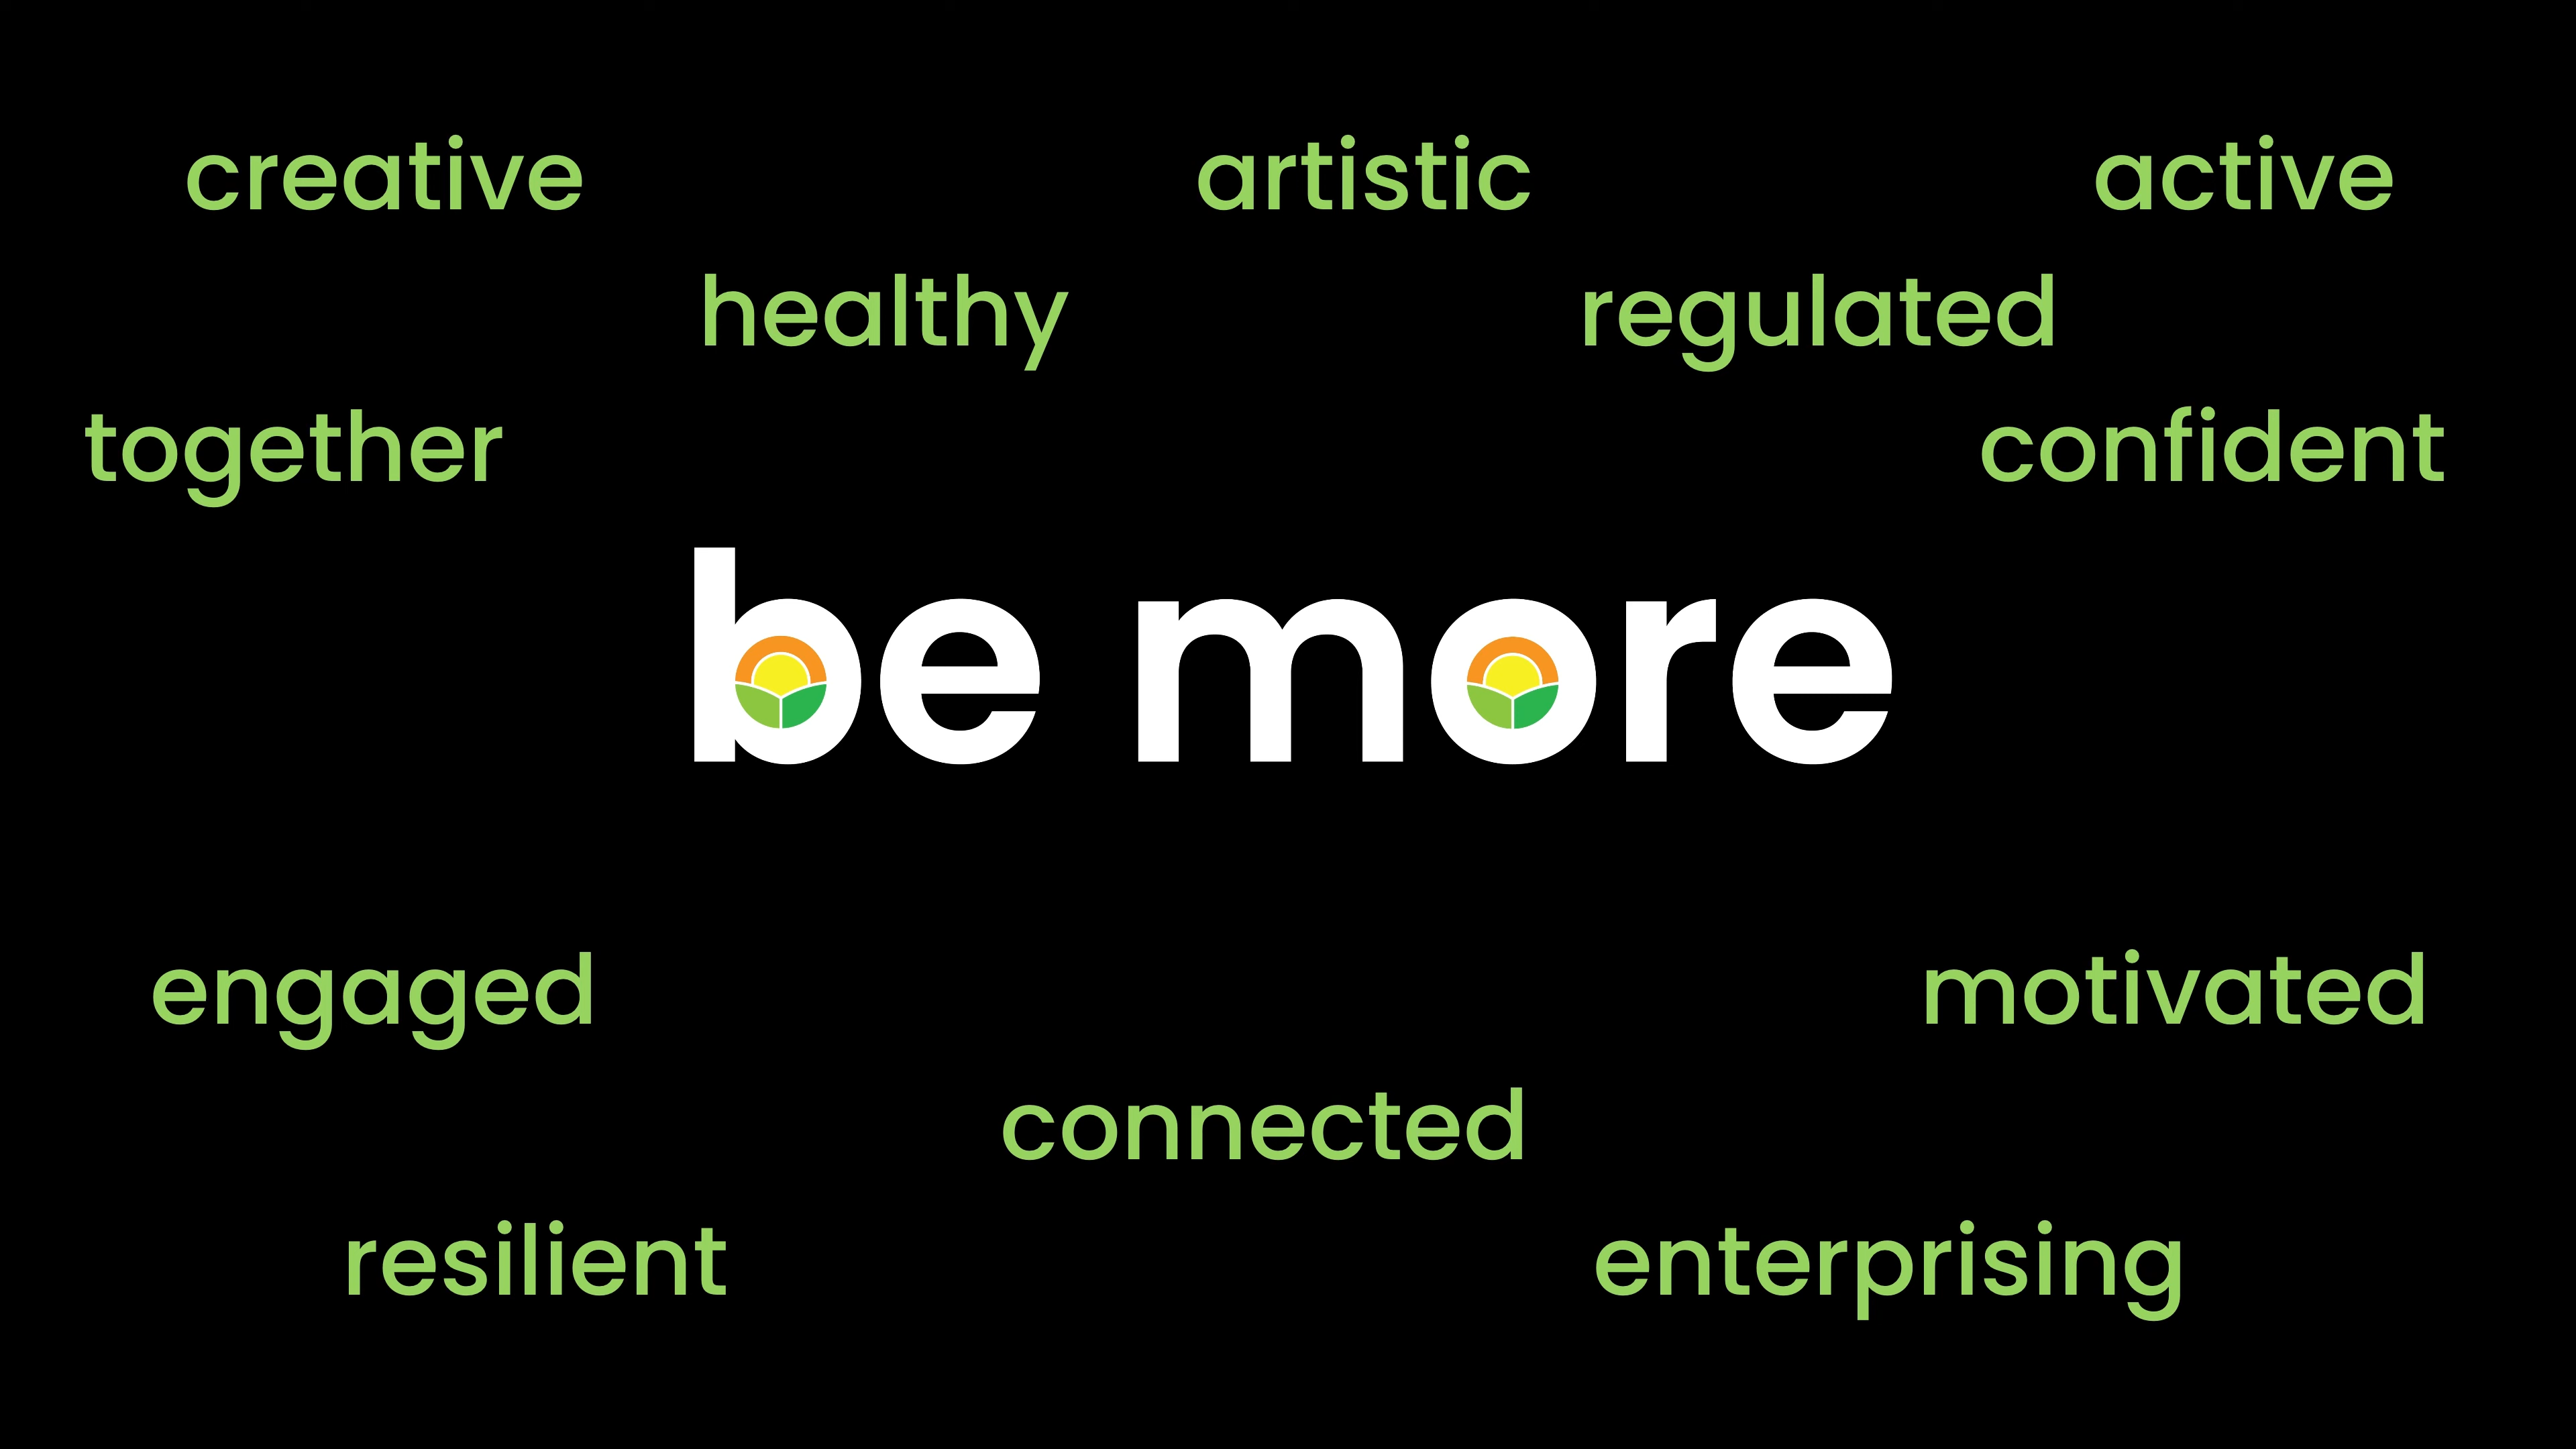 creative artistic active
healthy regulated
together confident
be more
engaged motivated
connected
resilient enterprising